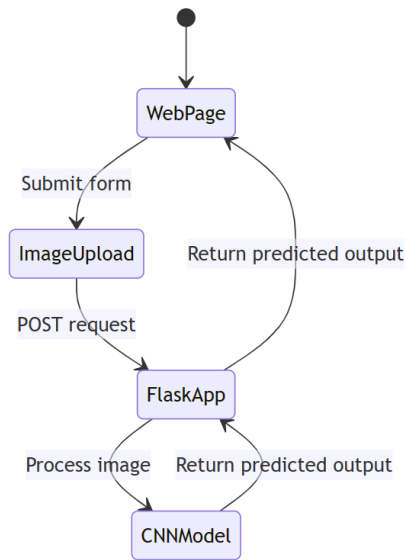 WebPage
Submit form
ImageUpload
Return predicted output
POST request
FlaskApp
Process image
Return predicted output
CNNModel